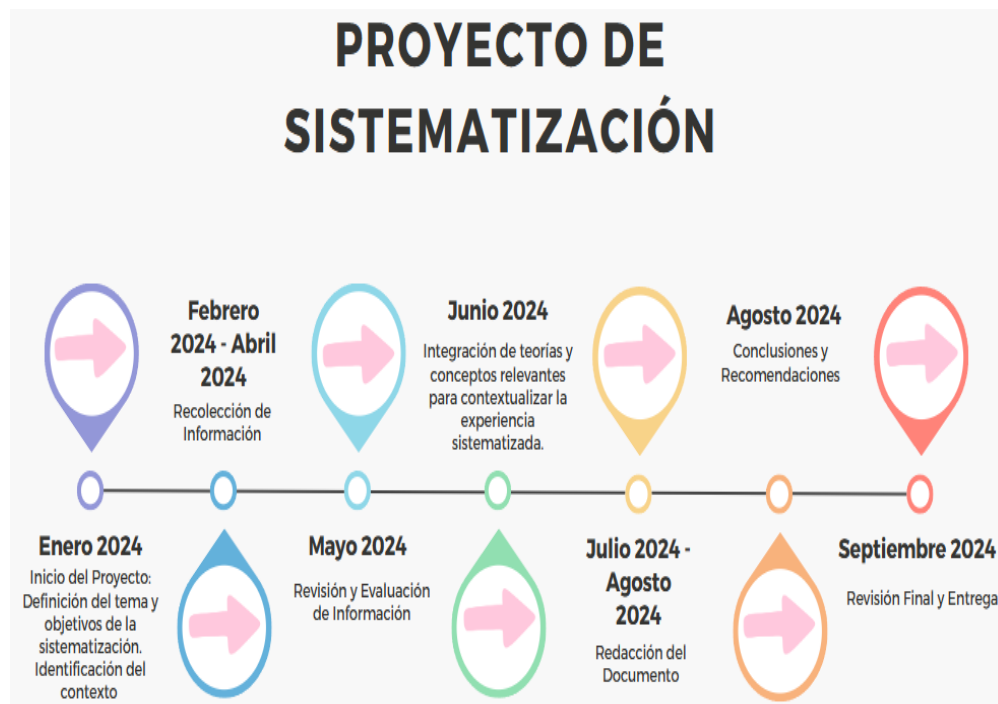 PROYECTO DE
SISTEMATIZACIÓN
Enero 2024
Inicio del Proyecto:
Definición del tema y
objetivos de la
sistematización.
Identificación del
contexto
Febrero
2024 - Abril
2024
Recolección de
Información
Mayo 2024
Revisión y Evaluación
de Información
Junio 2024
Integración de teorías y
conceptos relevantes
para contextualizar la
experiencia
sistematizada.
Julio 2024 -
Agosto
2024
Redacción del
Documento
Agosto 2024
Conclusiones y
Recomendaciones
Septiembre 2024
Revisión Final y Entrega